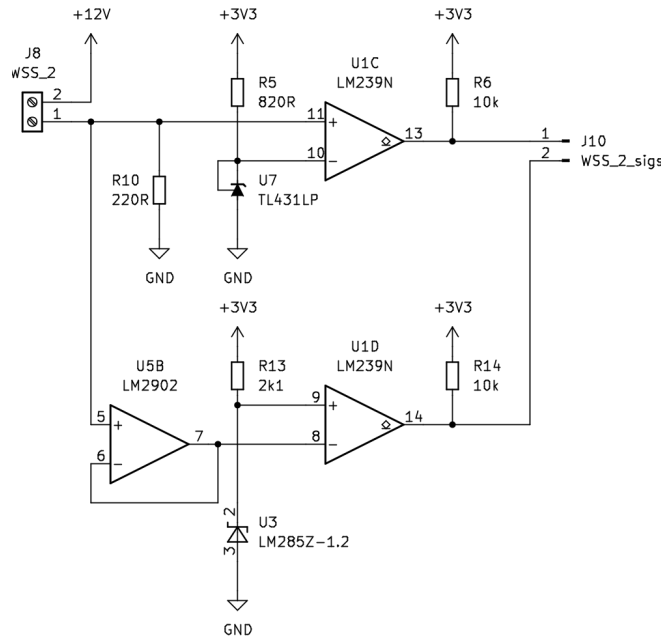 +12V
+3V3
+3V3
J8
WSS_2
2
1
R5
820R
U1C
LM239N
R6
10k
11
+
10
−
13
1
2
J10
WSS_2_sigs
R10
220R
U7
TL431LP
GND
GND
+3V3
+3V3
U5B
LM2902
R13
2k1
U1D
LM239N
R14
10k
5
+
6
−
7
9
+
8
−
14
2
3
U3
LM285Z-1.2
GND